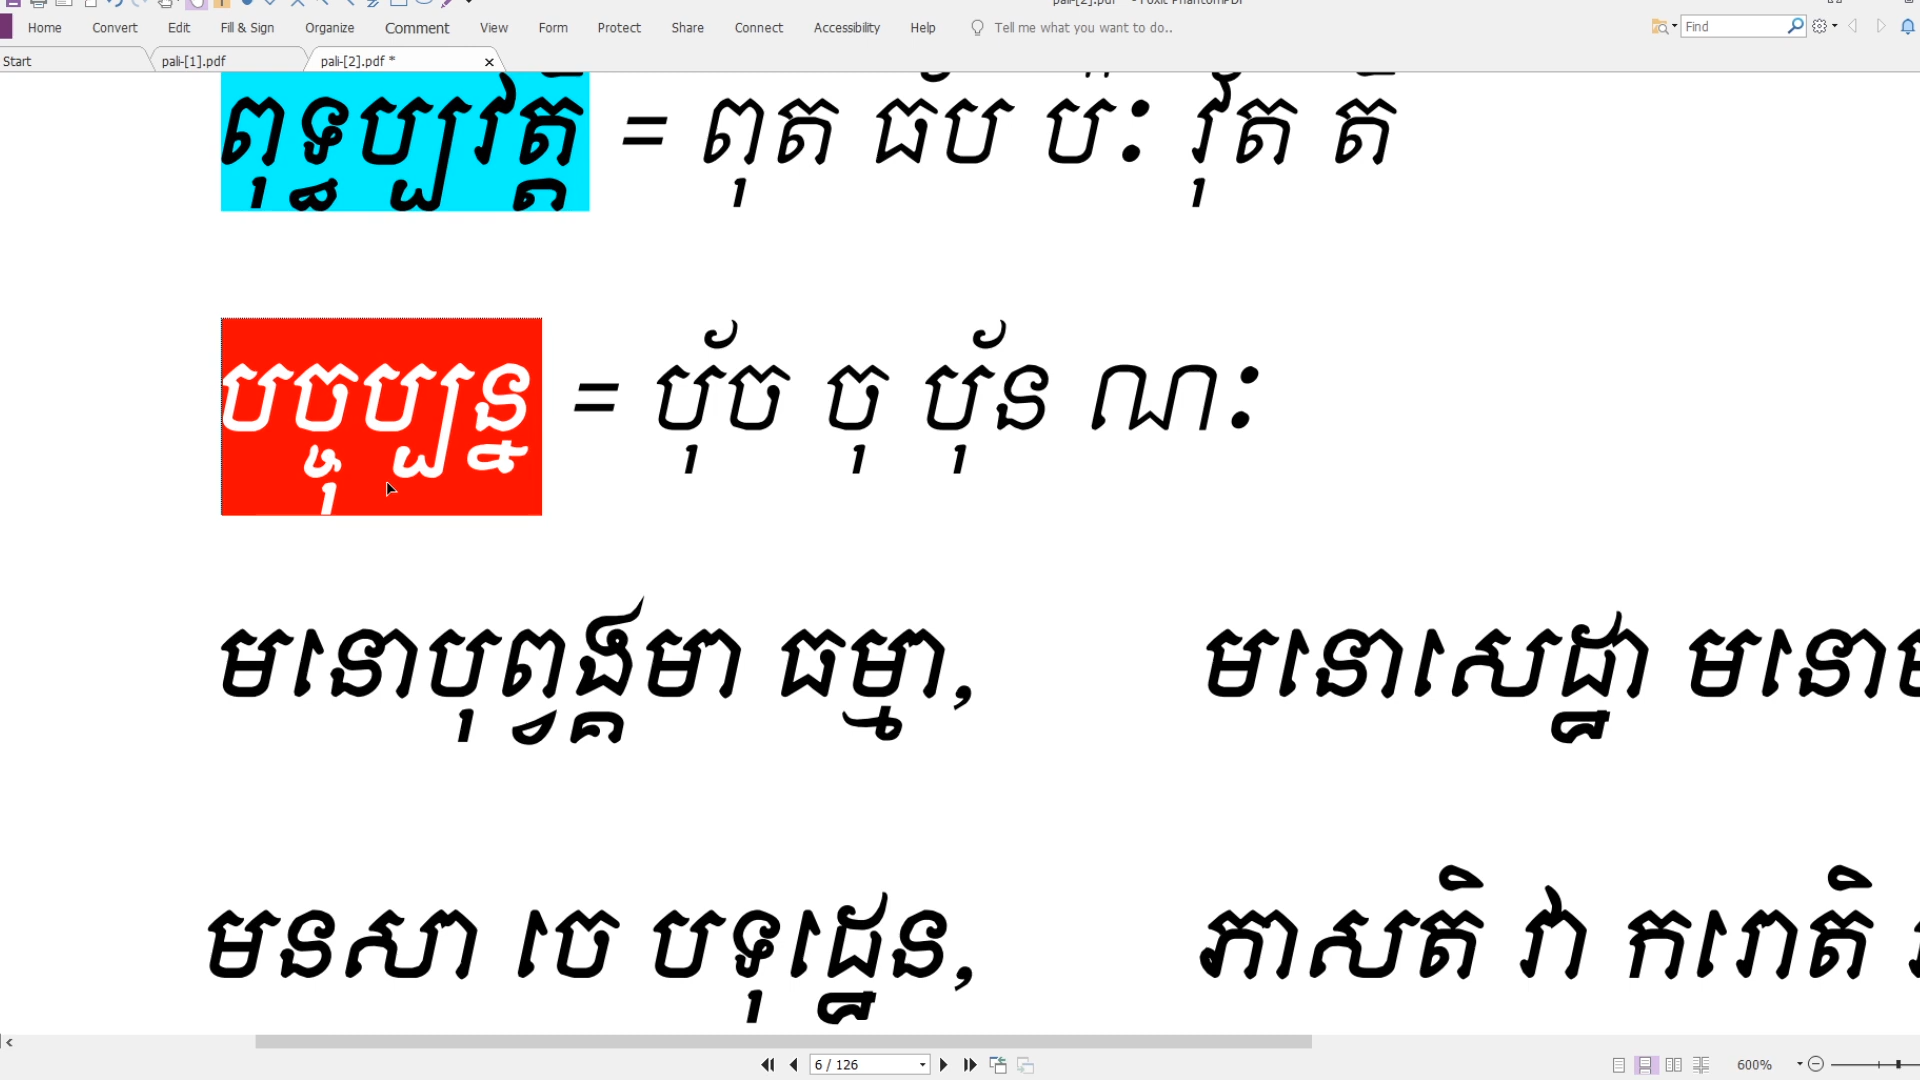 Home Convert Edit Fill & Sign Organize Comment View Form Protect Share Connect Accessibility Help Tell me what you want to do.. Find
Start pali-[1].pdf pali-[2].pdf *
ពុទ្ធប្បវត្តិ = ពុត ធ័ប ប៉ៈ វ៉ុត តិ
បច្ចុប្បន្ន = ប៉័ុច ចុ ប៉័ុន ណៈ
មនោបុព្វង្គមា ធម្មា, មនោសេដ្ឋា
មនសា ចេ បទុដ្ឋេន, ភាសតិ វា ករោតិ
6 / 126 600%